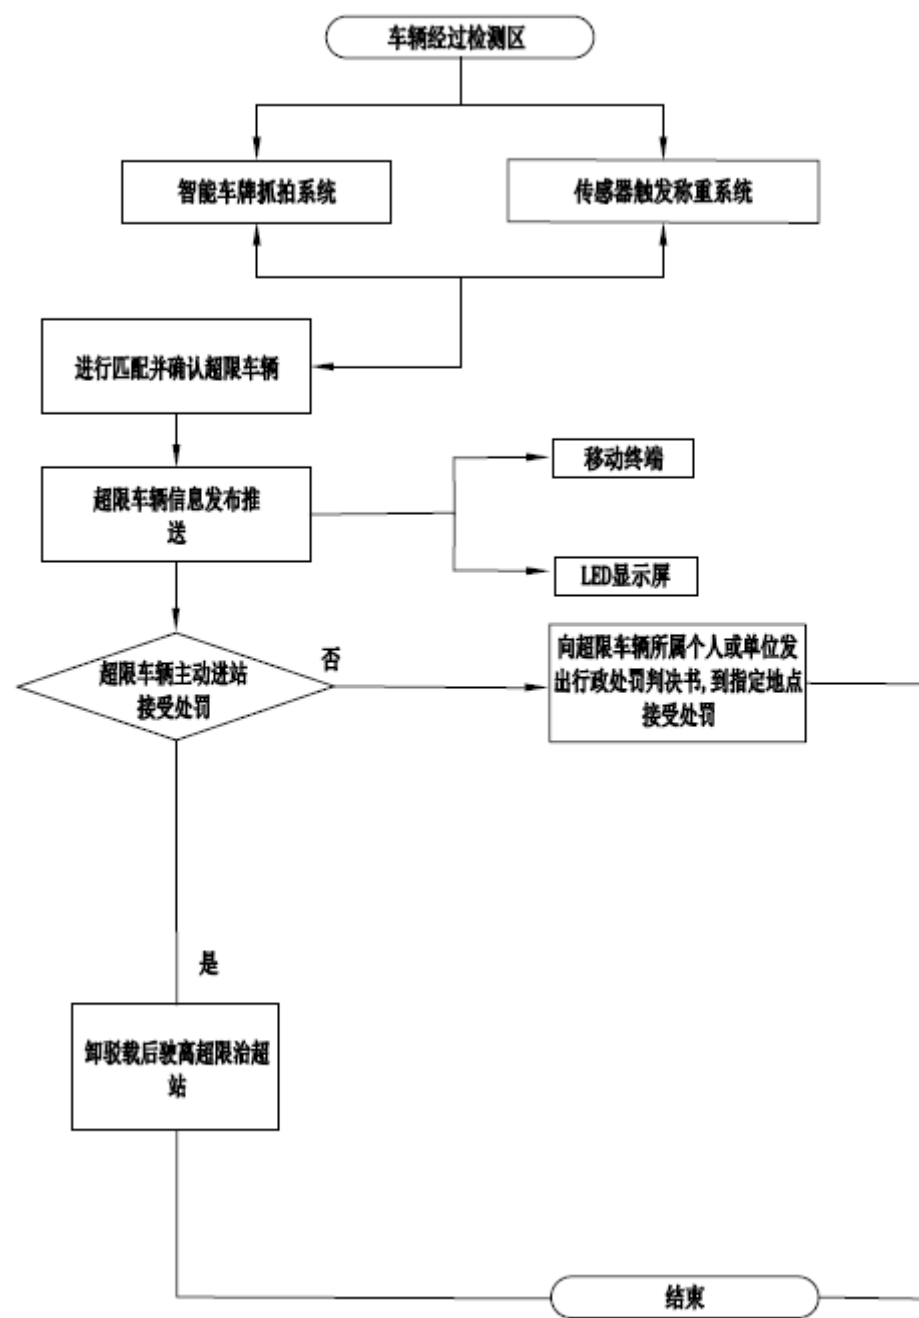 车辆经过检测区
智能车牌抓拍系统
传感器触发称重系统
进行匹配并确认超限车辆
移动终端
超限车辆信息发布推
送
LED显示屏
超限车辆主动进站
接受处罚
否
向超限车辆所属个人或单位发
出行政处罚判决书,到指定地点
接受处罚
是
卸驳载后驶离超限治超
站
结束